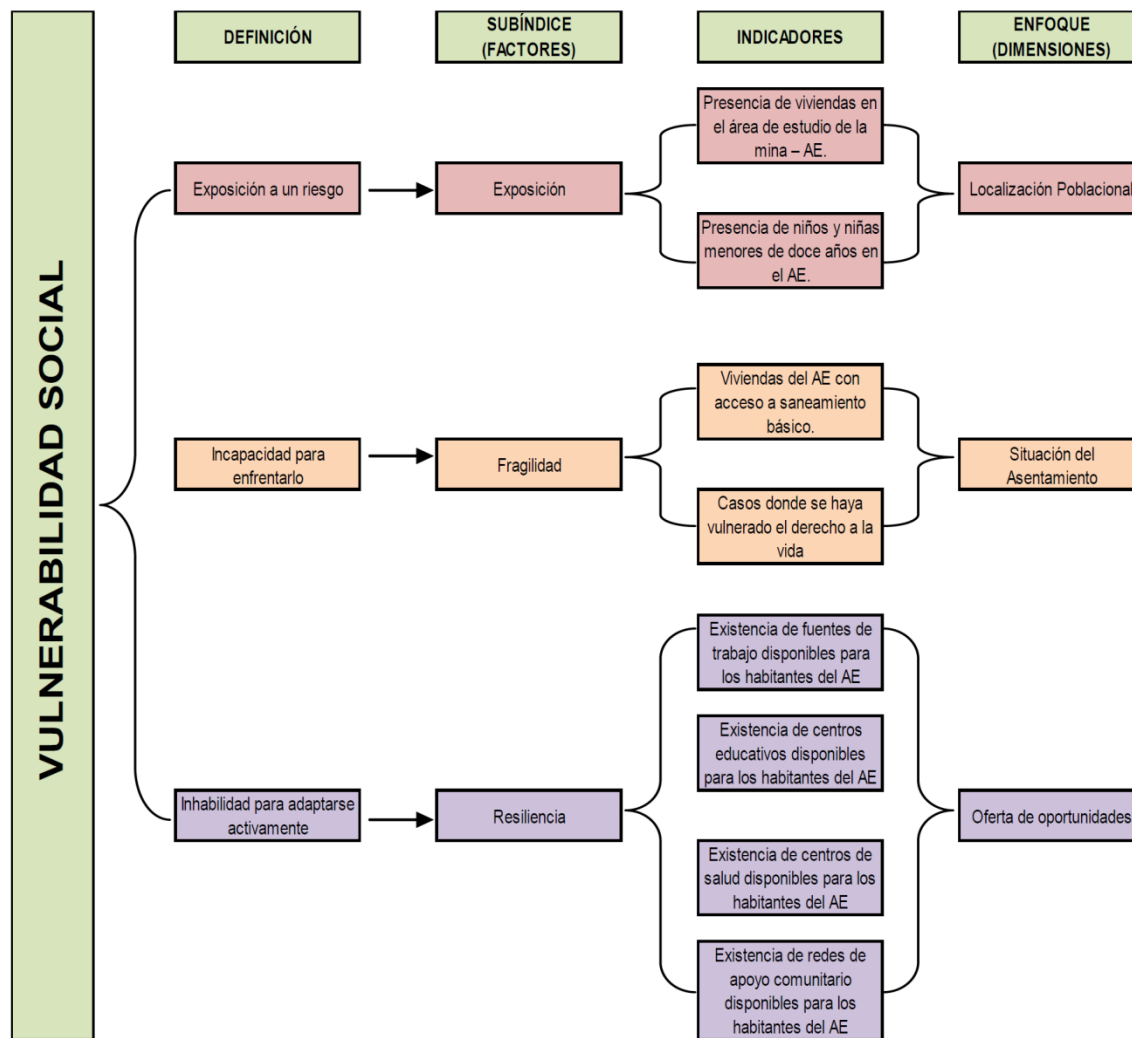 VULNERABILIDAD SOCIAL
DEFINICIÓN
SUBÍNDICE
(FACTORES)
INDICADORES
ENFOQUE
(DIMENSIONES)
Exposición a un riesgo
Exposición
Presencia de viviendas en
el área de estudio de la
mina – AE.
Presencia de niños y niñas
menores de doce años en
el AE.
Localización Poblacional
Incapacidad para
enfrentarlo
Fragilidad
Viviendas del AE con
acceso a saneamiento
básico.
Casos donde se haya
vulnerado el derecho a la
vida
Situación del
Asentamiento
Inhabilidad para adaptarse
activamente
Resiliencia
Existencia de fuentes de
trabajo disponibles para
los habitantes del AE
Existencia de centros
educativos disponibles
para los habitantes del AE
Existencia de centros de
salud disponibles para los
habitantes del AE
Existencia de redes de
apoyo comunitario
disponibles para los
habitantes del AE
Oferta de oportunidades